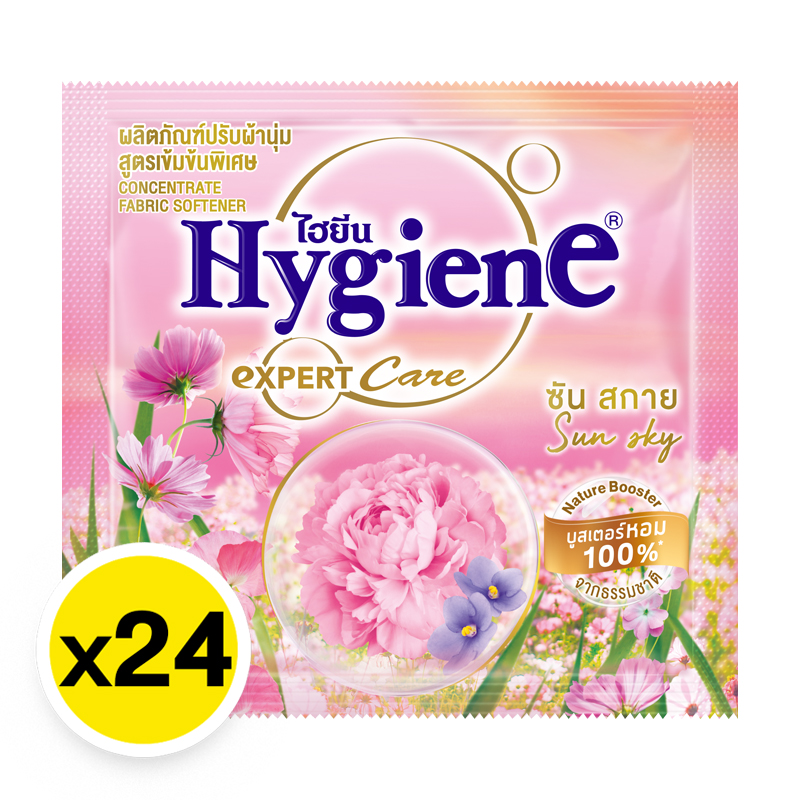 ผลิตภัณฑ์ปรับผ้านุ่ม
สูตรเข้มข้นพิเศษ
CONCENTRATE
FABRIC SOFTENER
ไฮยีน
Hygiene®
eXPERT Care
ซัน สกาย
Sun sky
Nature Booster
บูสเตอร์หอม
100%*
จากธรรมชาติ
x24